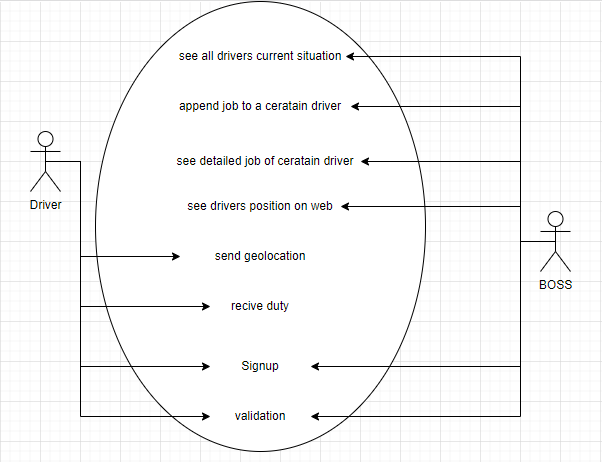 see all drivers current situation
append job to a ceratain driver
see detailed job of ceratain driver
Driver
see drivers position on web
send geolocation
BOSS
recive duty
Signup
validation